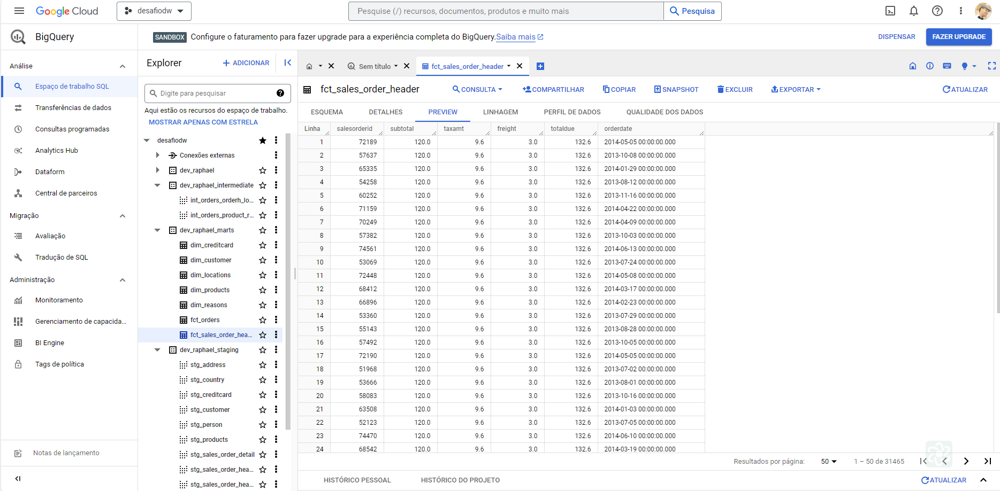 Google Cloud
desafiodw
Pesquise (/) recursos, documentos, produtos e muito mais
Pesquisa
BigQuery
SANDBOX Configure o faturamento para fazer upgrade para a experiência completa do BigQuery. Saiba mais
DISPENSAR
FAZER UPGRADE
Análise
Espaço de trabalho SQL
Transferências de dados
Consultas programadas
Analytics Hub
Dataform
Central de parceiros
Migração
Avaliação
Tradução de SQL
Administração
Monitoramento
Gerenciamento de capacida...
BI Engine
Tags de política
Notas de lançamento
Explorer
ADICIONAR
Digite para pesquisar
Aqui estão os recursos do espaço de trabalho.
MOSTRAR APENAS COM ESTRELA
desafiodw
Conexões externas
dev_raphael
dev_raphael_intermediate
int_orders_orderh_lo...
int_orders_product_r...
dev_raphael_marts
dim_creditcard
dim_customer
dim_locations
dim_products
dim_reasons
fct_orders
fct_sales_order_hea...
dev_raphael_staging
stg_address
stg_country
stg_creditcard
stg_customer
stg_person
stg_products
stg_sales_order_detail
stg_sales_order_hea...
stg_sales_order_hea...
Sem título
fct_sales_order_header
fct_sales_order_header
CONSULTA
COMPARTILHAR
COPIAR
SNAPSHOT
EXCLUIR
EXPORTAR
ATUALIZAR
ESQUEMA DETALHES PREVIEW LINHAGEM PERFIL DE DADOS QUALIDADE DOS DADOS
Linha salesorderid subtotal taxamt freight totaldue orderdate
1 72189 120.0 9.6 3.0 132.6 2014-05-05 00:00:00.000
2 57637 120.0 9.6 3.0 132.6 2013-10-08 00:00:00.000
3 65335 120.0 9.6 3.0 132.6 2014-01-29 00:00:00.000
4 54258 120.0 9.6 3.0 132.6 2013-08-12 00:00:00.000
5 60252 120.0 9.6 3.0 132.6 2013-11-16 00:00:00.000
6 71159 120.0 9.6 3.0 132.6 2014-04-22 00:00:00.000
7 70249 120.0 9.6 3.0 132.6 2014-04-09 00:00:00.000
8 57382 120.0 9.6 3.0 132.6 2013-10-03 00:00:00.000
9 74561 120.0 9.6 3.0 132.6 2014-06-13 00:00:00.000
10 53069 120.0 9.6 3.0 132.6 2013-07-24 00:00:00.000
11 72448 120.0 9.6 3.0 132.6 2014-05-08 00:00:00.000
12 68412 120.0 9.6 3.0 132.6 2014-03-17 00:00:00.000
13 66896 120.0 9.6 3.0 132.6 2014-02-23 00:00:00.000
14 53360 120.0 9.6 3.0 132.6 2013-07-29 00:00:00.000
15 55143 120.0 9.6 3.0 132.6 2013-08-28 00:00:00.000
16 57492 120.0 9.6 3.0 132.6 2013-10-05 00:00:00.000
17 72190 120.0 9.6 3.0 132.6 2014-05-05 00:00:00.000
18 51968 120.0 9.6 3.0 132.6 2013-07-02 00:00:00.000
19 53666 120.0 9.6 3.0 132.6 2013-08-01 00:00:00.000
20 58083 120.0 9.6 3.0 132.6 2013-10-16 00:00:00.000
21 63508 120.0 9.6 3.0 132.6 2014-01-03 00:00:00.000
22 52123 120.0 9.6 3.0 132.6 2013-07-05 00:00:00.000
23 74470 120.0 9.6 3.0 132.6 2014-06-10 00:00:00.000
24 68542 120.0 9.6 3.0 132.6 2014-03-19 00:00:00.000
Resultados por página: 50 1 – 50 de 31465
HISTÓRICO PESSOAL HISTÓRICO DO PROJETO ATUALIZAR